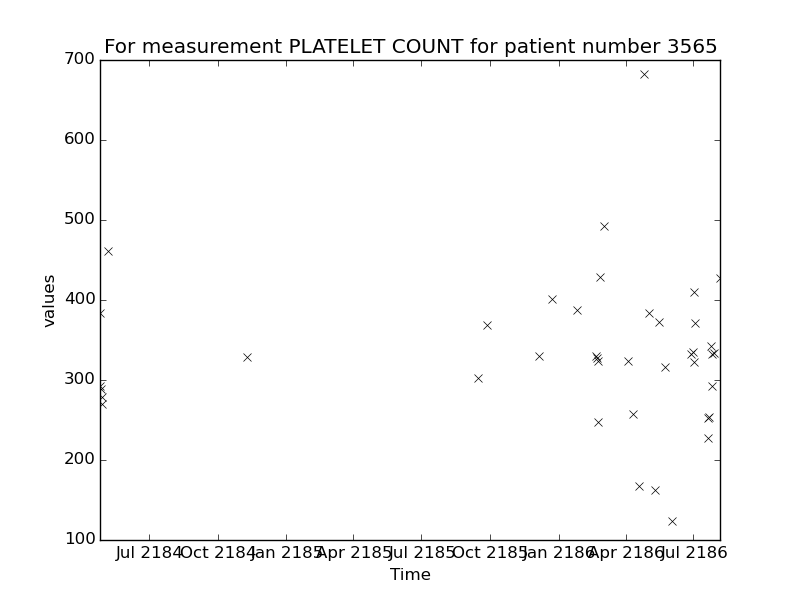 For measurement PLATELET COUNT for patient number 3565
700
600
500
400
300
200
100
values
Jul 2184 Oct 2184 Jan 2185 Apr 2185 Jul 2185 Oct 2185 Jan 2186 Apr 2186 Jul 2186
Time